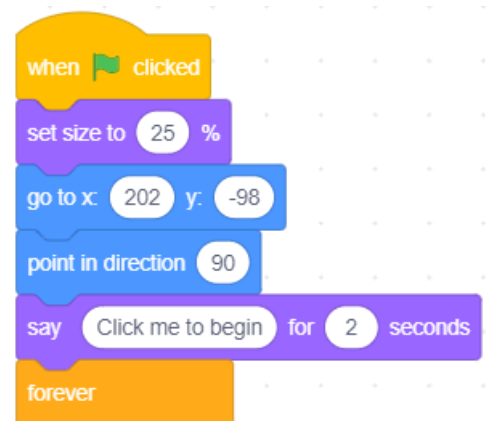 when clicked
set size to 25 %
go to x: 202 y: -98
point in direction 90
say Click me to begin for 2 seconds
forever